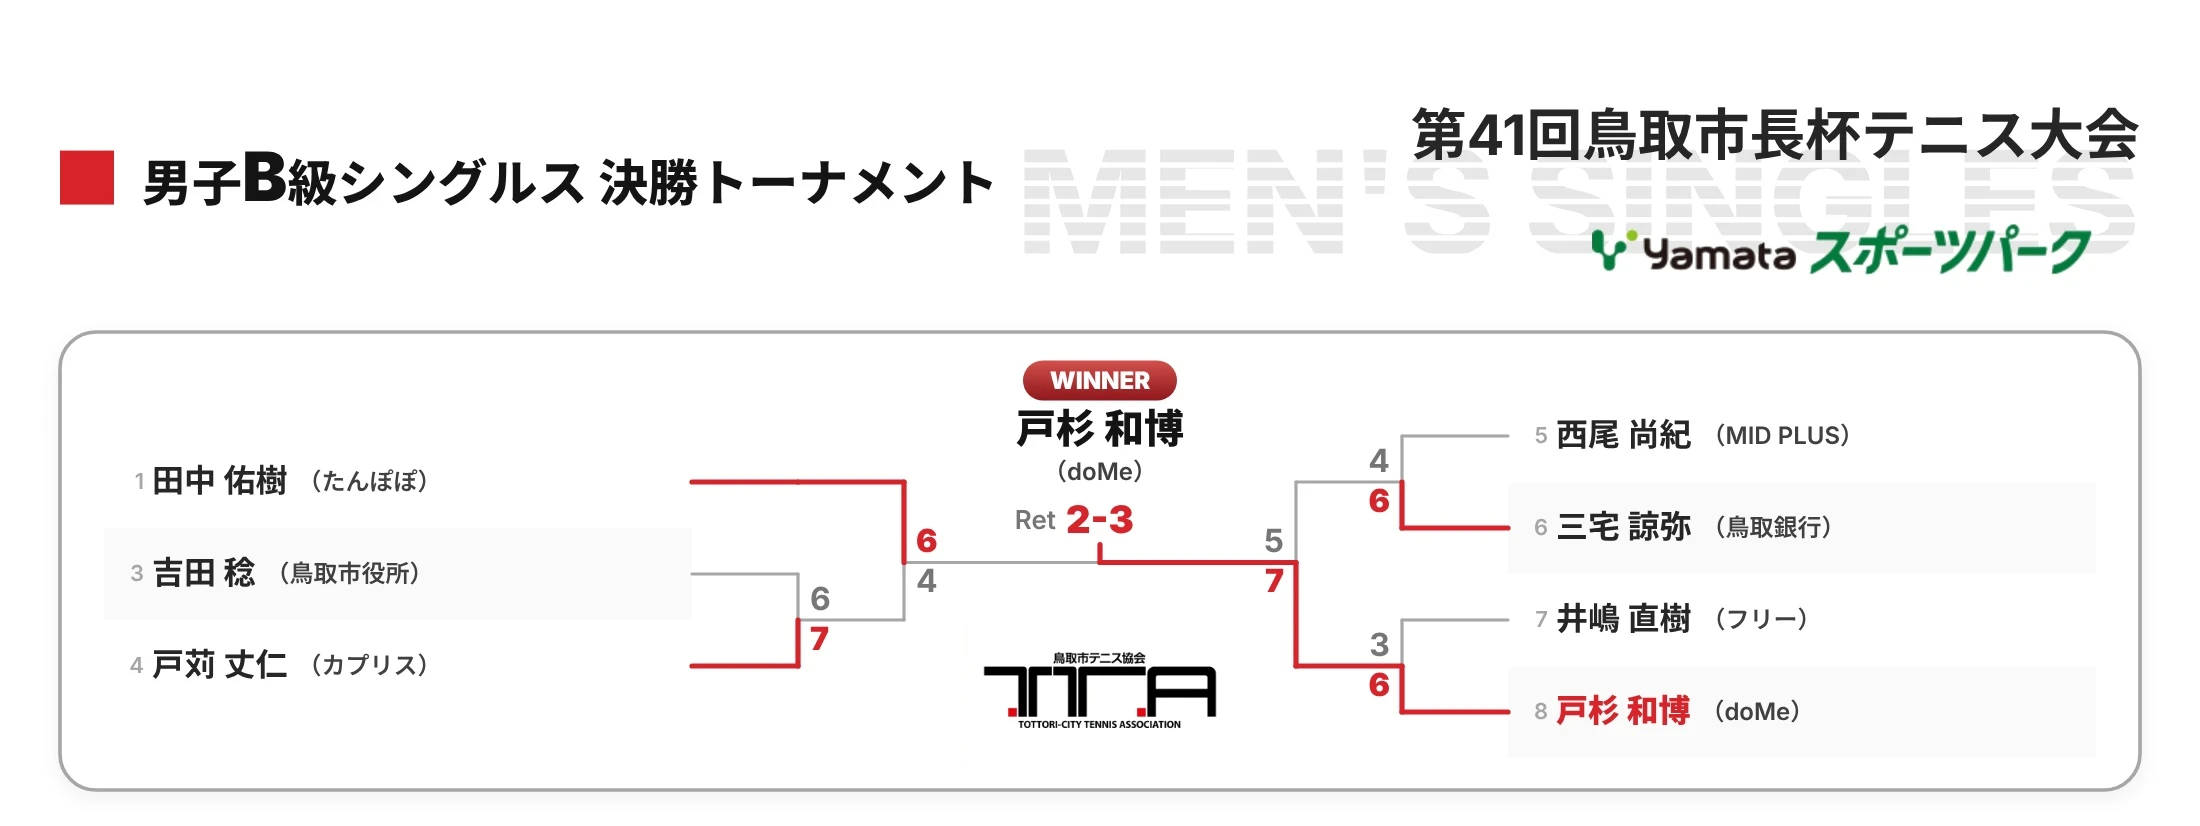 第41回鳥取市長杯テニス大会
男子B級シングルス 決勝トーナメント
MEN'S SINGLES
Yamata スポーツパーク
WINNER
戸杉 和博
（doMe）
Ret 2-3
1 田中 佑樹 （たんぽぽ）
3 吉田 稔 （鳥取市役所）
4 戸苅 丈仁 （カプリス）
6
7
6
4
5
7
4
6
3
6
5 西尾 尚紀 （MID PLUS）
6 三宅 諒弥 （鳥取銀行）
7 井嶋 直樹 （フリー）
8 戸杉 和博 （doMe）
鳥取市テニス協会
TTA
TOTTORI-CITY TENNIS ASSOCIATION